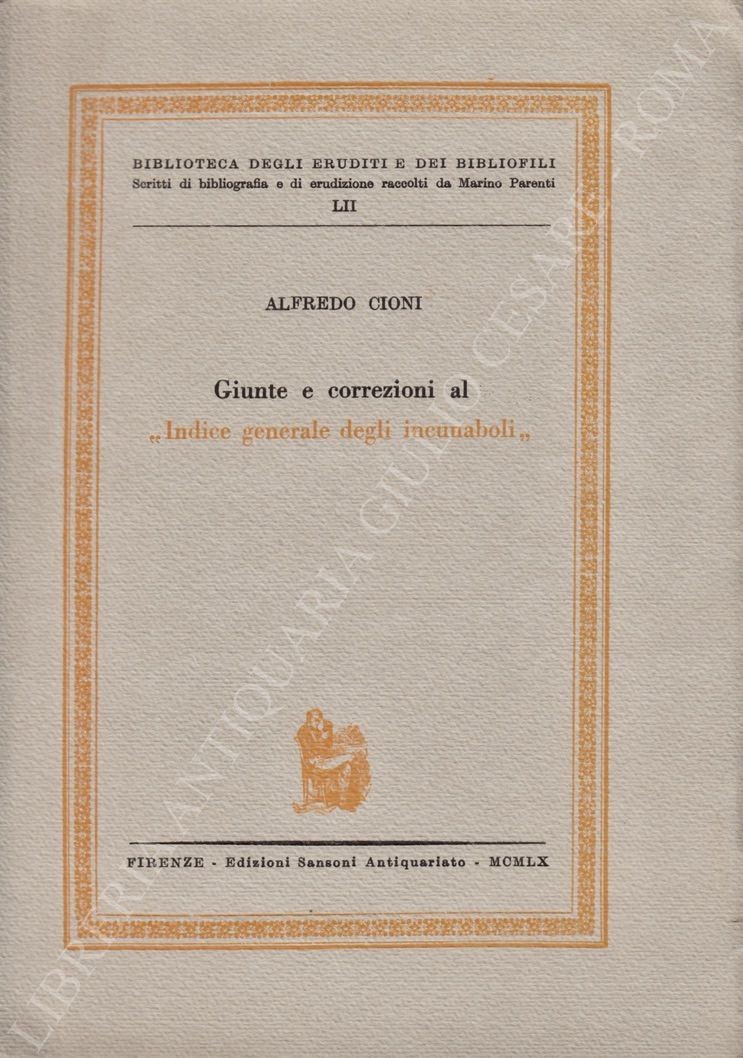 BIBLIOTECA DEGLI ERUDITI E DEI BIBLIOFILI
Scritti di bibliografia e di erudizione raccolti da Marino Parenti
LII
ALFREDO CIONI
Giunte e correzioni al
„Indice generale degli incunaboli„
FIRENZE - Edizioni Sansoni Antiquariato - MCMLX
LIBRERIA ANTIQUARIA GIULIO CESARE - ROMA